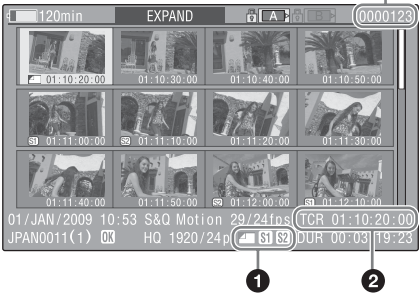 120min EXPAND A B 0000123
01:10:20:00 01:10:30:00 01:10:40:00 01:10:50:00
S1 01:11:00:00 S2 01:11:10:00 01:11:20:00 01:11:30:00
01:11:40:00 01:11:50:00 S2 01:12:00:00 S1 01:12:10:00
01/JAN/2009 10:53 S&Q Motion 29/24fps TCR 01:10:20:00
JPAN0011(1) OK HQ 1920/24p S1 S2 DUR 00:03:19:23
1 2